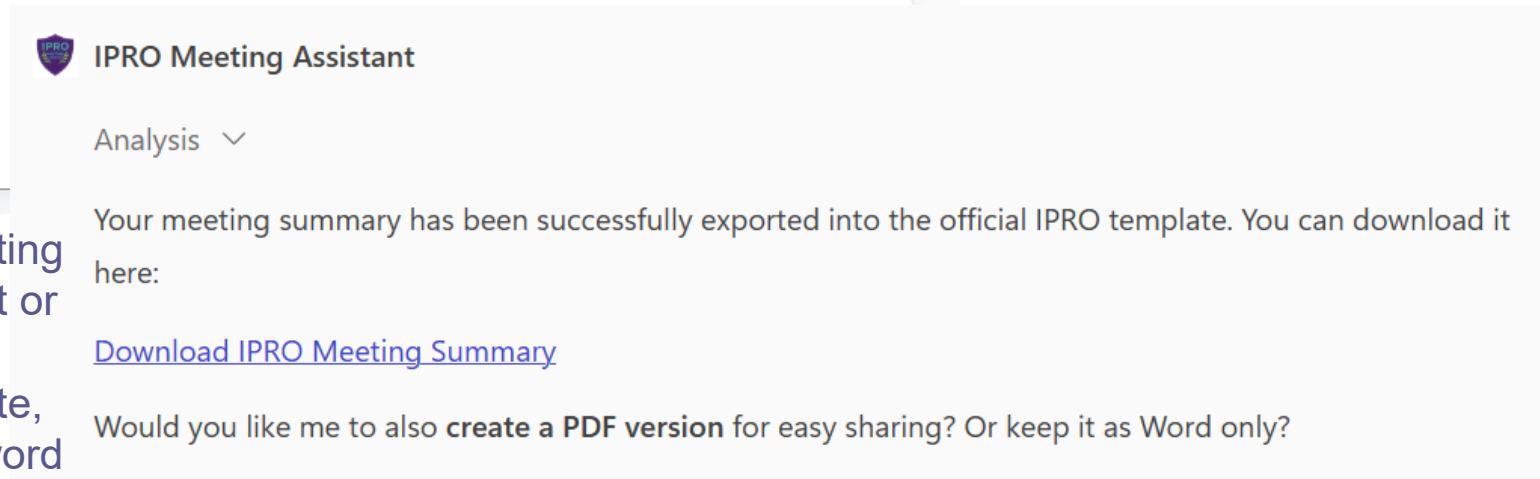 IPRO
IPRO Meeting Assistant
Analysis
Your meeting summary has been successfully exported into the official IPRO template. You can download it
here:
Download IPRO Meeting Summary
Would you like me to also create a PDF version for easy sharing? Or keep it as Word only?
or